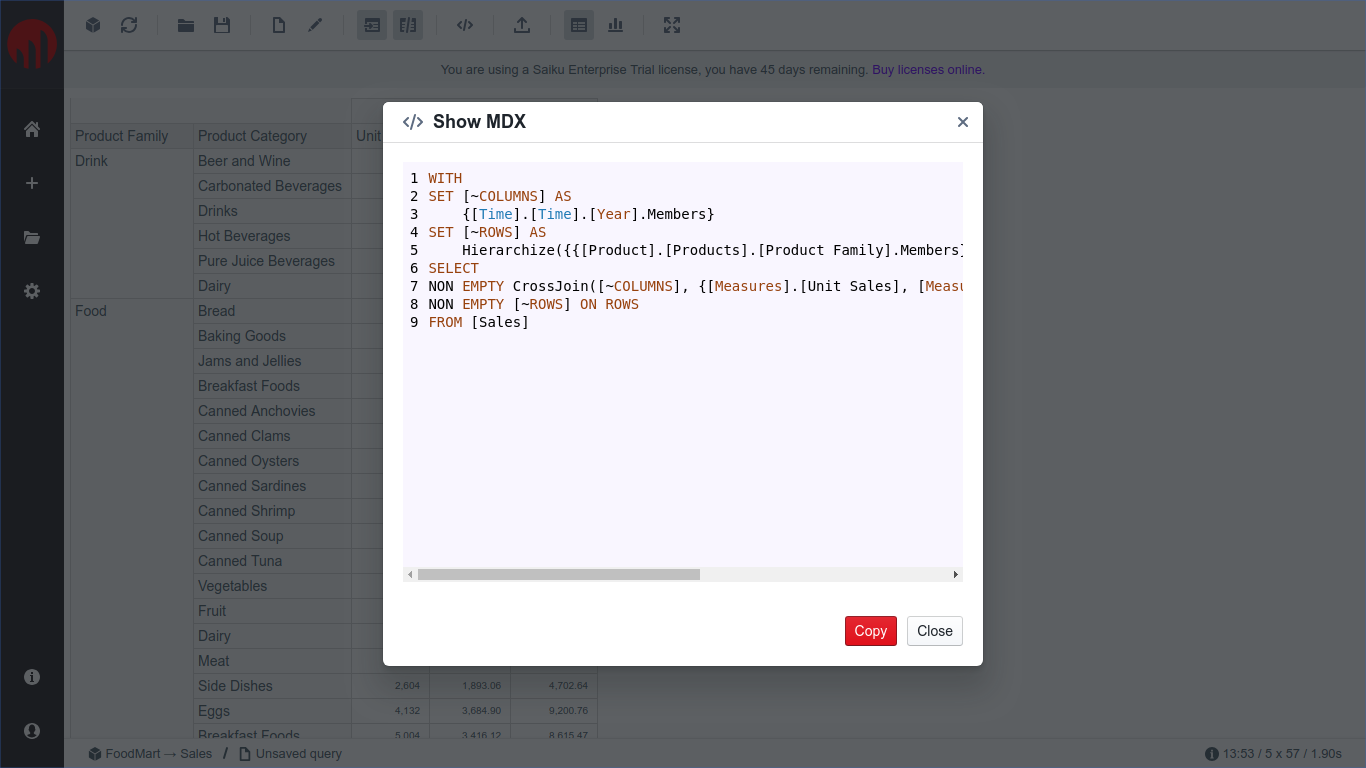 You are using a Saiku Enterprise Trial license, you have 45 days remaining. Buy licenses online.
Show MDX
1 WITH
2 SET [~COLUMNS] AS
3 {[Time].[Time].[Year].Members}
4 SET [~ROWS] AS
5 Hierarchize({{[Product].[Products].[Product Family].Members}
6 SELECT
7 NON EMPTY CrossJoin([~COLUMNS], {[Measures].[Unit Sales], [Measu
8 NON EMPTY [~ROWS] ON ROWS
9 FROM [Sales]
Copy Close
Product Family Product Category Unit
Drink Beer and Wine
Carbonated Beverages
Drinks
Hot Beverages
Pure Juice Beverages
Dairy
Food Bread
Baking Goods
Jams and Jellies
Breakfast Foods
Canned Anchovies
Canned Clams
Canned Oysters
Canned Sardines
Canned Shrimp
Canned Soup
Canned Tuna
Vegetables
Fruit
Dairy
Meat
Side Dishes 2,604 1,893.06 4,702.64
Eggs 4,132 3,684.90 9,200.76
Breakfast Foods 5,004 3,416.12 8,615.47
FoodMart → Sales / Unsaved query
13:53 / 5 x 57 / 1.90s